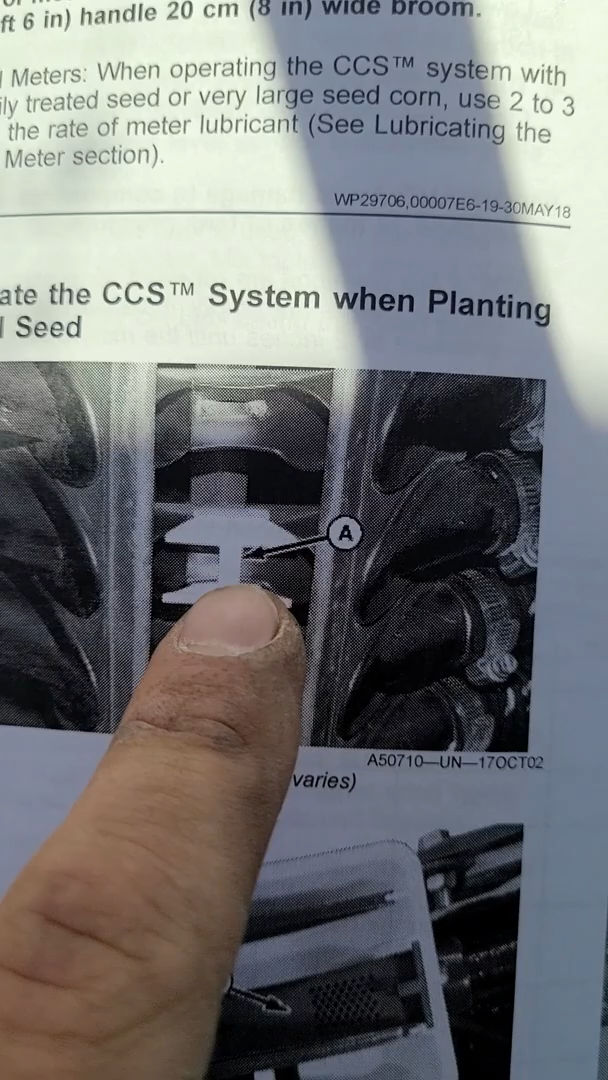 ft 6 in) handle 20 cm (8 in) wide broom.
Meters: When operating the CCS™ system with
ily treated seed or very large seed corn, use 2 to 3
the rate of meter lubricant (See Lubricating the
Meter section).
WP29706,00007E6-19-30MAY18
ate the CCS™ System when Planting
Seed
A
A50710—UN—17OCT02
varies)